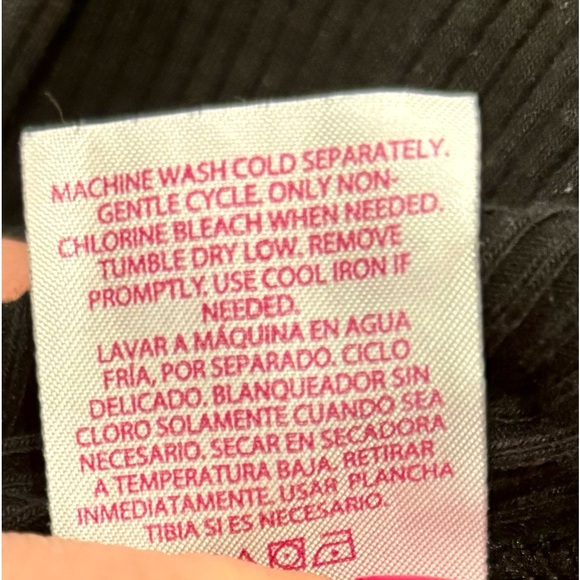 MACHINE WASH COLD SEPARATELY.
GENTLE CYCLE. ONLY NON-
CHLORINE BLEACH WHEN NEEDED.
TUMBLE DRY LOW. REMOVE
PROMPTLY. USE COOL IRON IF
NEEDED.
LAVAR A MÁQUINA EN AGUA
FRÍA, POR SEPARADO. CICLO
DELICADO. BLANQUEADOR SIN
CLORO SOLAMENTE CUANDO SEA
NECESARIO. SECAR EN SECADORA
A TEMPERATURA BAJA. RETIRAR
INMEDIATAMENTE. USAR PLANCHA
TIBIA SI ES NECESARIO.